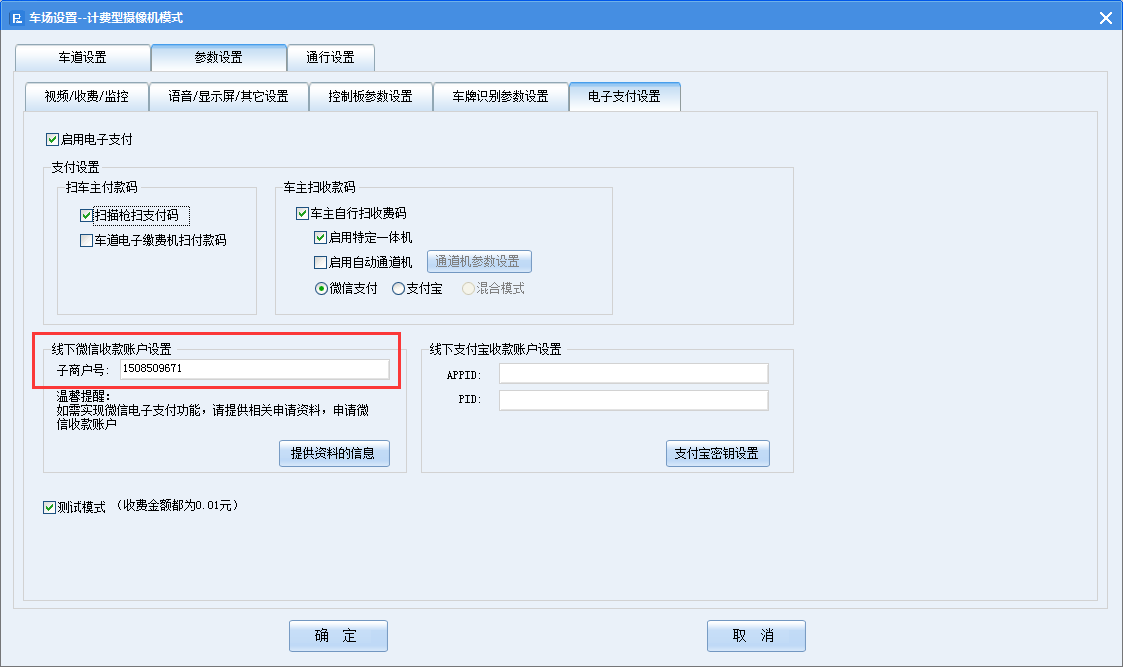 车场设置--计费型摄像机模式
车道设置
参数设置
通行设置
视频/收费/监控
语音/显示屏/其它设置
控制板参数设置
车牌识别参数设置
电子支付设置
启用电子支付
支付设置
扫车主付款码
扫描枪扫支付码
车道电子缴费机扫付款码
车主扫收款码
车主自行扫收费码
启用特定一体机
启用自动通道机
通道机参数设置
微信支付
支付宝
混合模式
线下微信收款账户设置
子商户号:
1508509671
温馨提醒:
如需实现微信电子支付功能，请提供相关申请资料，申请微
信收款账户
提供资料的信息
线下支付宝收款账户设置
APPID:
PID:
支付宝密钥设置
测试模式
（收费金额都为0.01元）
确 定
取 消